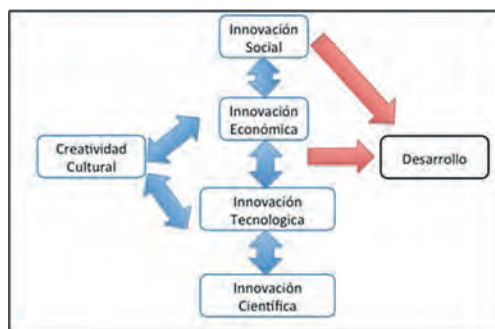 Innovación
Social
Innovación
Económica
Creatividad
Cultural
Desarrollo
Innovación
Tecnologica
Innovación
Científica